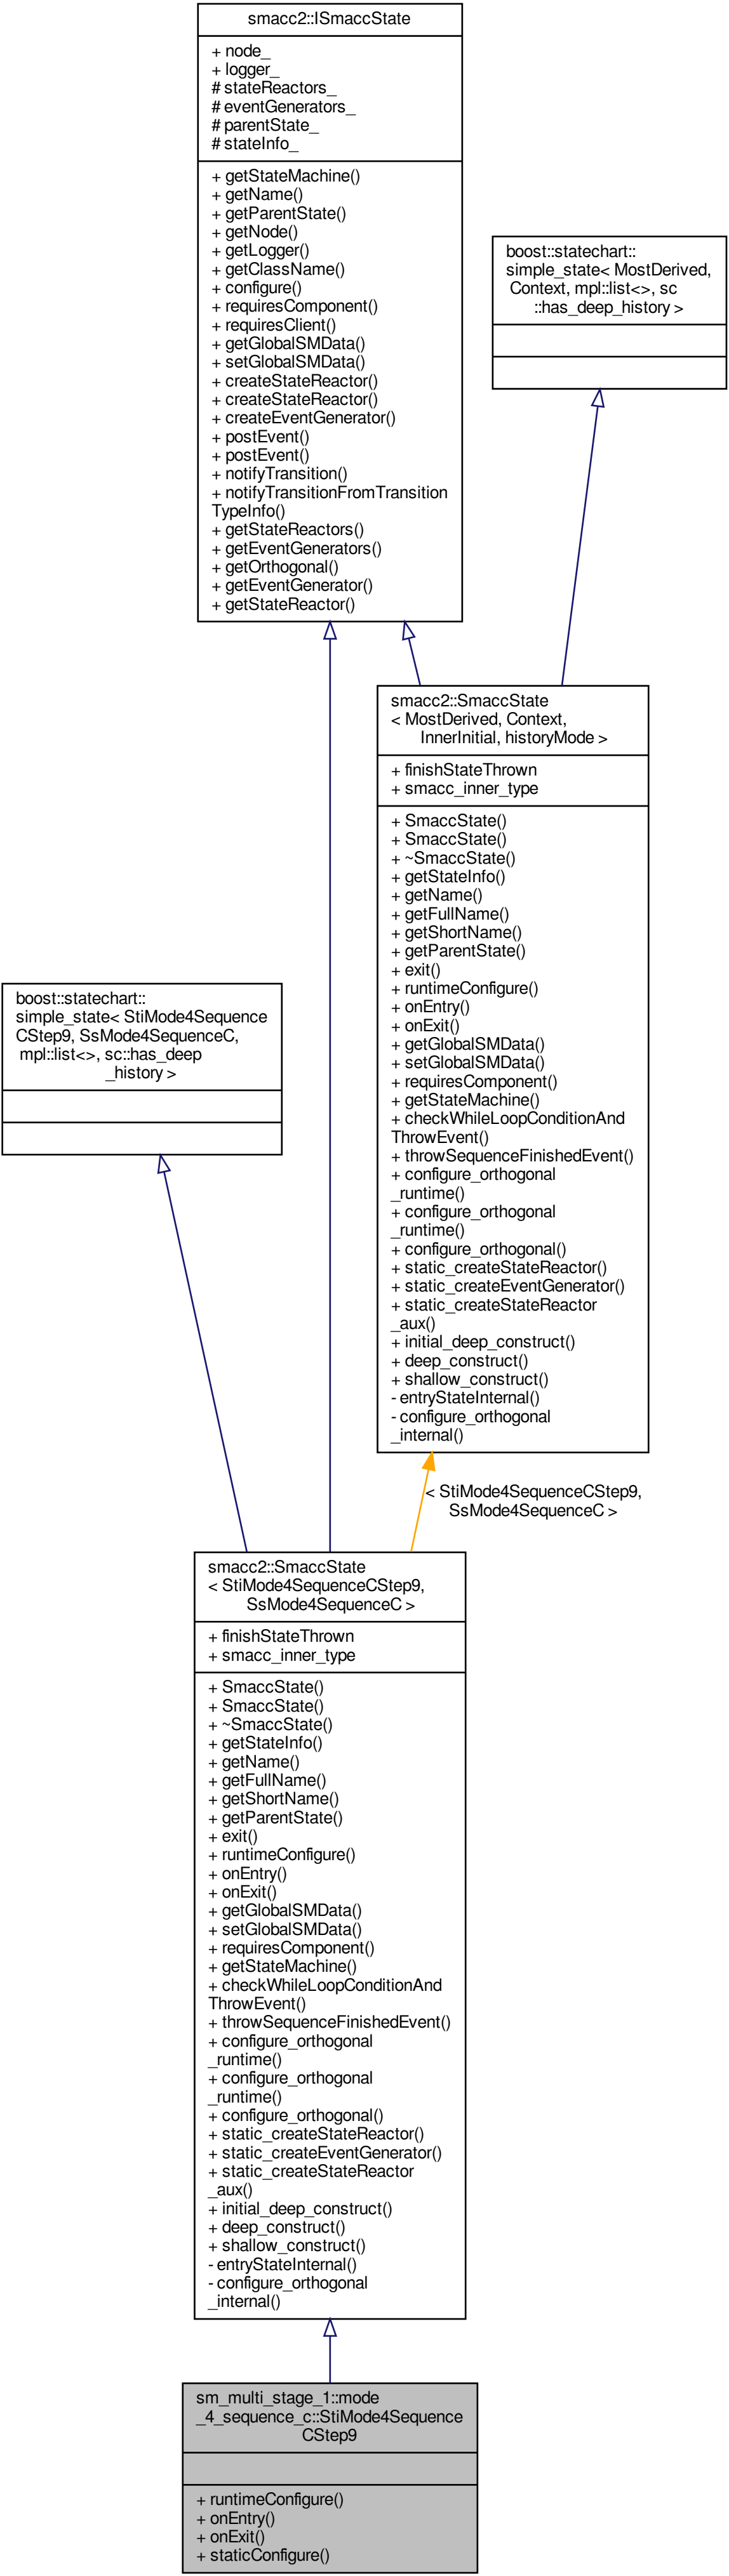 smacc2::ISmaccState
+ node_
+ logger_
# stateReactors_
# eventGenerators_
# parentState_
# stateInfo_
+ getStateMachine()
+ getName()
+ getParentState()
+ getNode()
+ getLogger()
+ getClassName()
+ configure()
+ requiresComponent()
+ requiresClient()
+ getGlobalSMData()
+ setGlobalSMData()
+ createStateReactor()
+ createStateReactor()
+ createEventGenerator()
+ postEvent()
+ postEvent()
+ notifyTransition()
+ notifyTransitionFromTransition
TypeInfo()
+ getStateReactors()
+ getEventGenerators()
+ getOrthogonal()
+ getEventGenerator()
+ getStateReactor()
boost::statechart::
simple_state< MostDerived,
Context, mpl::list<>, sc
::has_deep_history >
smacc2::SmaccState
< MostDerived, Context,
InnerInitial, historyMode >
+ finishStateThrown
+ smacc_inner_type
+ SmaccState()
+ SmaccState()
+ ~SmaccState()
+ getStateInfo()
+ getName()
+ getFullName()
+ getShortName()
+ getParentState()
+ exit()
+ runtimeConfigure()
+ onEntry()
+ onExit()
+ getGlobalSMData()
+ setGlobalSMData()
+ requiresComponent()
+ getStateMachine()
+ checkWhileLoopConditionAnd
ThrowEvent()
+ throwSequenceFinishedEvent()
+ configure_orthogonal
_runtime()
+ configure_orthogonal
_runtime()
+ configure_orthogonal()
+ static_createStateReactor()
+ static_createEventGenerator()
+ static_createStateReactor
_aux()
+ initial_deep_construct()
+ deep_construct()
+ shallow_construct()
- entryStateInternal()
- configure_orthogonal
_internal()
boost::statechart::
simple_state< StiMode4Sequence
CStep9, SsMode4SequenceC,
mpl::list<>, sc::has_deep
_history >
< StiMode4SequenceCStep9,
SsMode4SequenceC >
smacc2::SmaccState
< StiMode4SequenceCStep9,
SsMode4SequenceC >
+ finishStateThrown
+ smacc_inner_type
+ SmaccState()
+ SmaccState()
+ ~SmaccState()
+ getStateInfo()
+ getName()
+ getFullName()
+ getShortName()
+ getParentState()
+ exit()
+ runtimeConfigure()
+ onEntry()
+ onExit()
+ getGlobalSMData()
+ setGlobalSMData()
+ requiresComponent()
+ getStateMachine()
+ checkWhileLoopConditionAnd
ThrowEvent()
+ throwSequenceFinishedEvent()
+ configure_orthogonal
_runtime()
+ configure_orthogonal
_runtime()
+ configure_orthogonal()
+ static_createStateReactor()
+ static_createEventGenerator()
+ static_createStateReactor
_aux()
+ initial_deep_construct()
+ deep_construct()
+ shallow_construct()
- entryStateInternal()
- configure_orthogonal
_internal()
sm_multi_stage_1::mode
_4_sequence_c::StiMode4Sequence
CStep9
+ runtimeConfigure()
+ onEntry()
+ onExit()
+ staticConfigure()